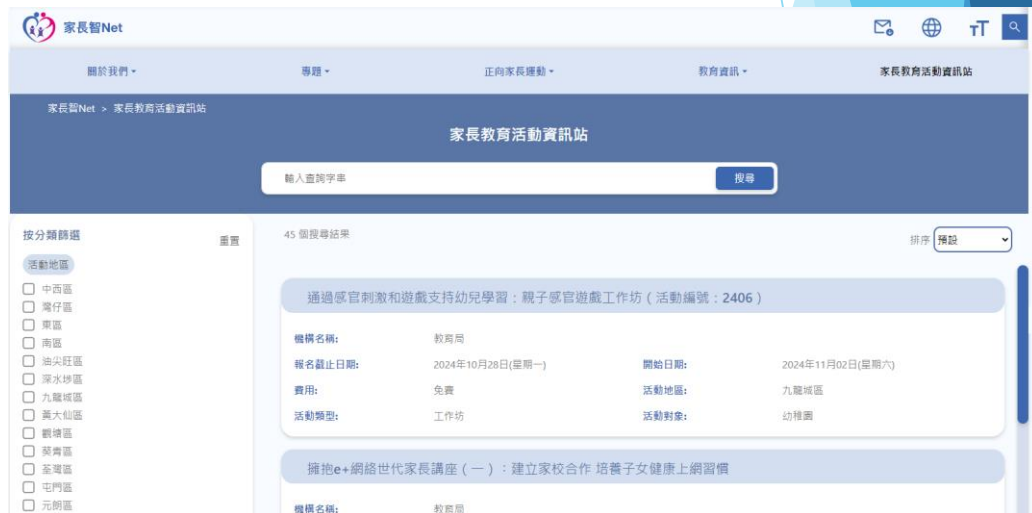 家長智Net
關於我們
專題
正向家長運動
教育資訊
家長教育活動資訊站
家長智Net > 家長教育活動資訊站
家長教育活動資訊站
輸入查詢字串
搜尋
按分類篩選
重置
45 個搜尋結果
排序 預設
活動地區
中西區
灣仔區
東區
南區
油尖旺區
深水埗區
九龍城區
黃大仙區
觀塘區
葵青區
荃灣區
屯門區
元朗區
通過感官刺激和遊戲支持幼兒學習：親子感官遊戲工作坊 ( 活動編號：2406 )
機構名稱: 教育局
報名截止日期: 2024年10月28日(星期一) 開始日期: 2024年11月02日(星期六)
費用: 免費 活動地區: 九龍城區
活動類型: 工作坊 活動對象: 幼稚園
擁抱e+網絡世代家長講座 ( 一 ) ：建立家校合作 培養子女健康上網習慣
機構名稱: 教育局